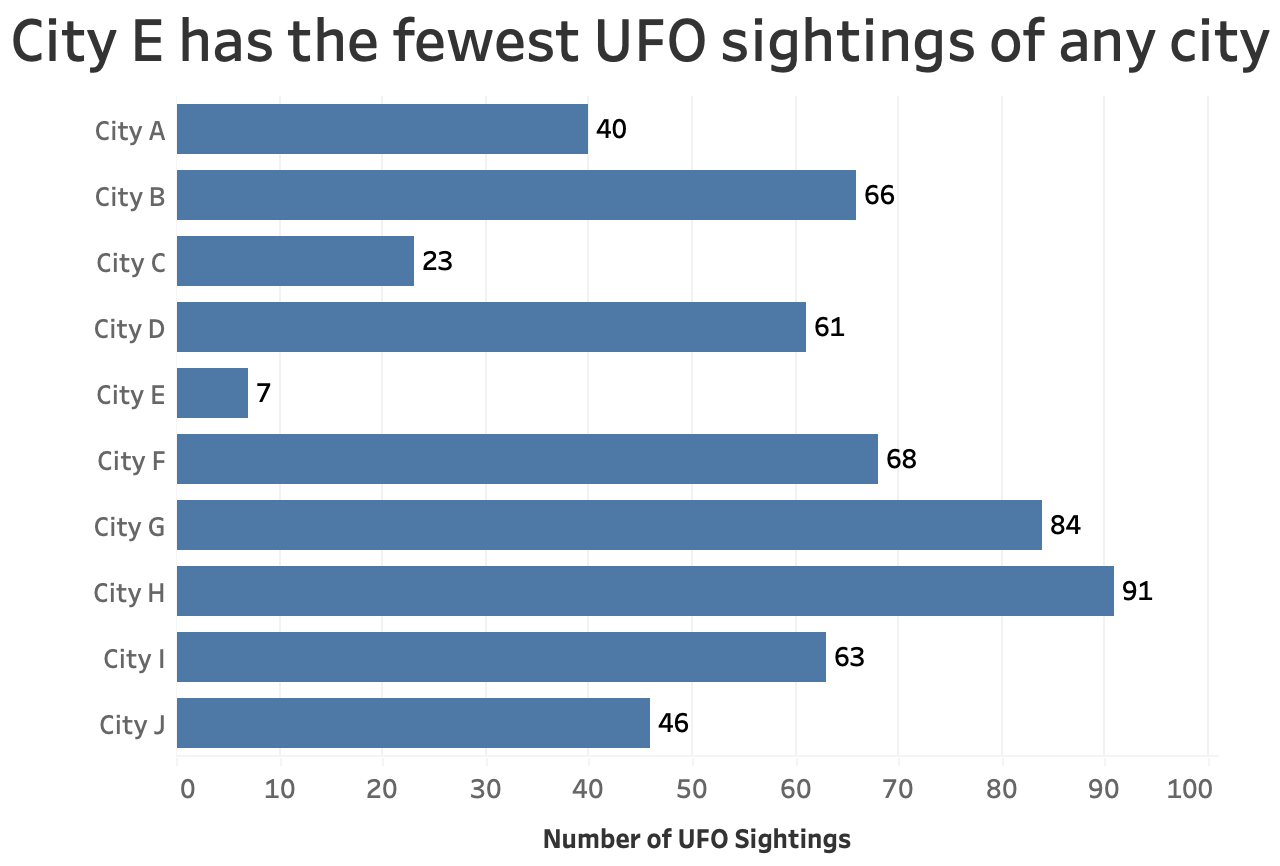 City E has the fewest UFO sightings of any city
City A 40
City B 66
City C 23
City D 61
City E 7
City F 68
City G 84
City H 91
City I 63
City J 46
0 10 20 30 40 50 60 70 80 90 100
Number of UFO Sightings